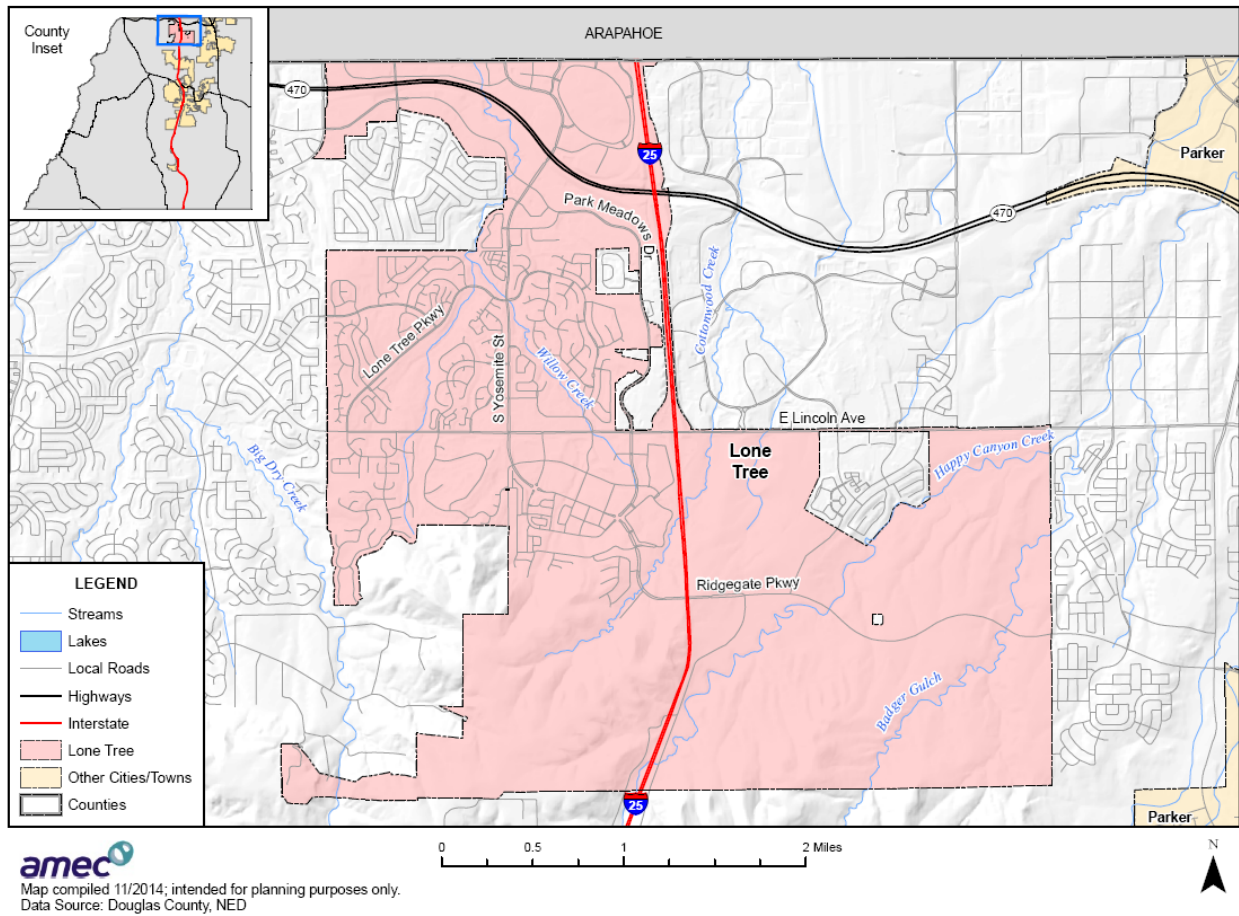 County
Inset
ARAPAHOE
470
25
Parker
Park Meadows Dr
470
Cottonwood Creek
Lone Tree Pkwy
S Yosemite St
Willow Creek
E Lincoln Ave
Lone
Tree
Happy Canyon Creek
Big Dry Creek
Ridgegate Pkwy
Badger Gulch
25
Parker
LEGEND
Streams
Lakes
Local Roads
Highways
Interstate
Lone Tree
Other Cities/Towns
Counties
amec
0 0.5 1 2 Miles
N
Map compiled 11/2014; intended for planning purposes only.
Data Source: Douglas County, NED